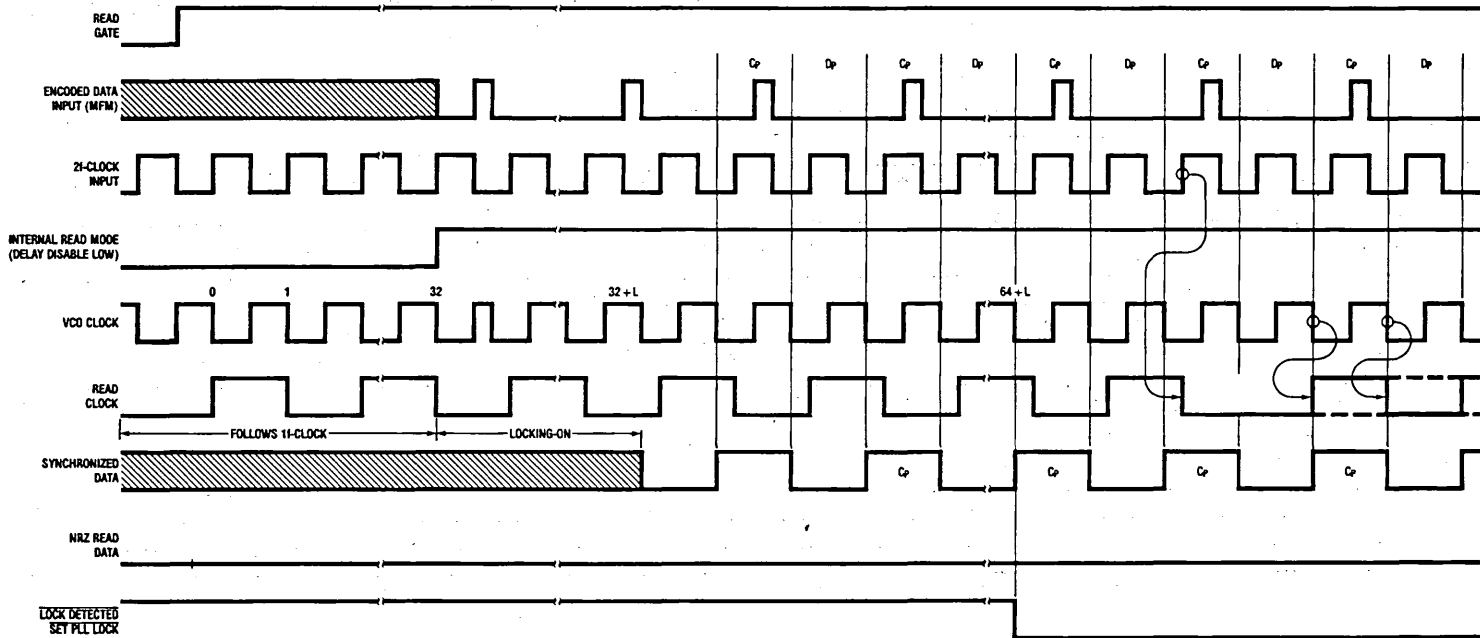 READ
GATE
Cp Dp Cp Dp Cp Dp Cp Dp Cp Dp
ENCODED DATA
INPUT (MFM)
2f-CLOCK
INPUT
INTERNAL READ MODE
(DELAY DISABLE LOW)
0 1 32 32 + L 64 + L
VCO CLOCK
READ
CLOCK
FOLLOWS 1f-CLOCK LOCKING-ON
SYNCHRONIZED
DATA
Cp Cp Cp Cp
NRZ READ
DATA
LOCK DETECTED
SET PLL LOCK